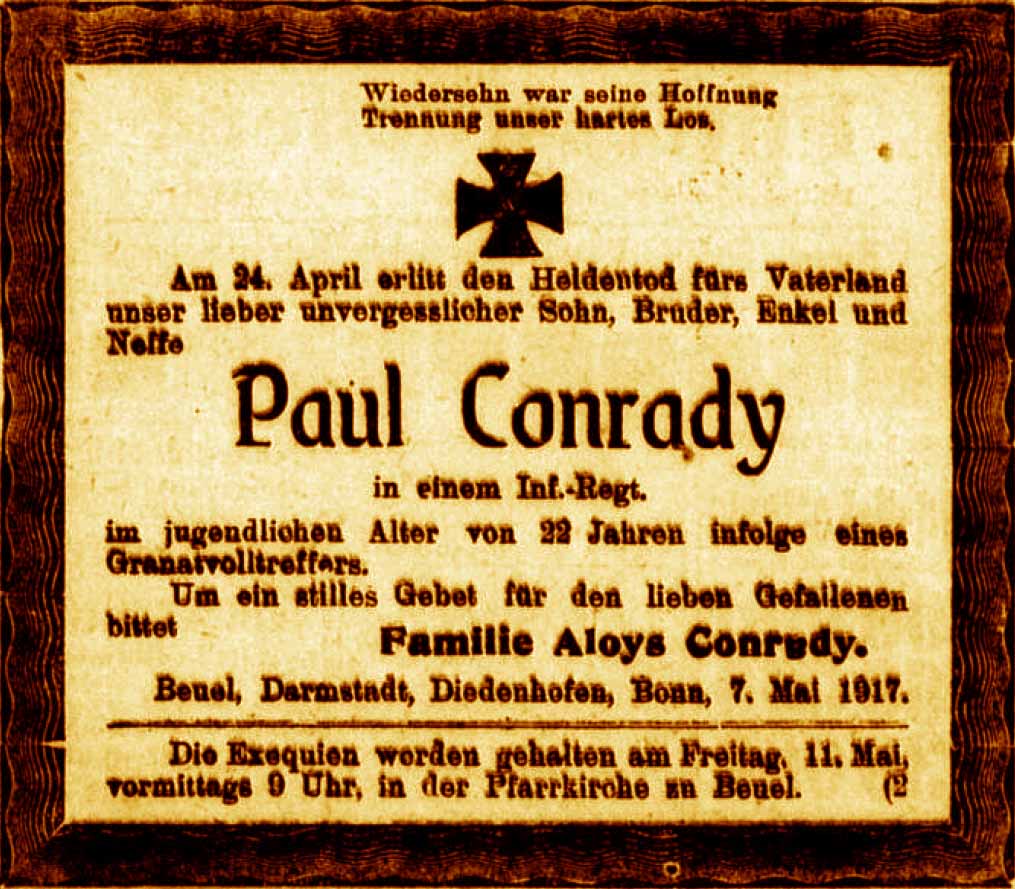 Wiedersehn war seine Hoffnung
Trennung unser hartes Los.
Am 24. April erlitt den Heldentod fürs Vaterland
unser lieber unvergesslicher Sohn, Bruder, Enkel und
Neffe
Paul Conrady
in einem Inf.-Regt.
im jugendlichen Alter von 22 Jahren infolge eines
Granatvolltreffers.
Um ein stilles Gebet für den lieben Gefallenen
bittet
Familie Aloys Conrady.
Beuel, Darmstadt, Diedenhofen, Bonn, 7. Mai 1917.
Die Exequien werden gehalten am Freitag, 11. Mai,
vormittags 9 Uhr, in der Pfarrkirche zu Beuel. (2